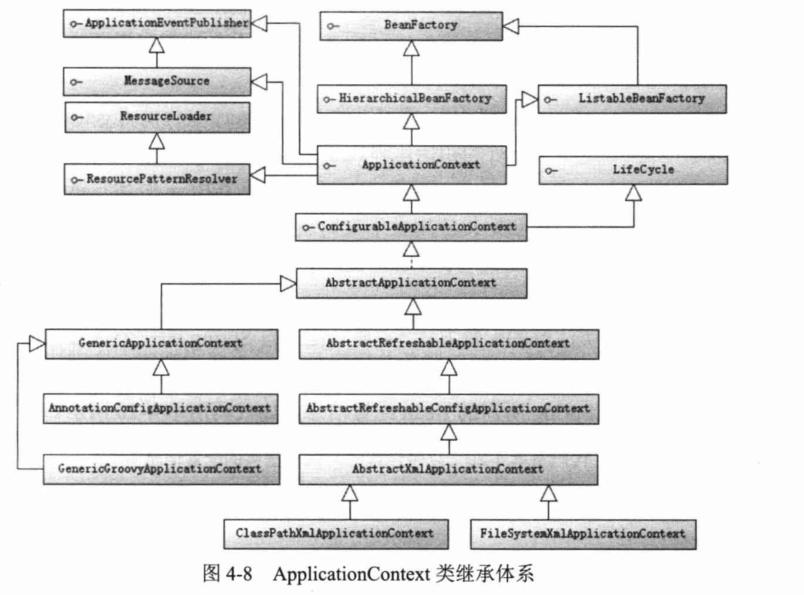 ApplicationEventPublisher
BeanFactory
MessageSource
HierarchicalBeanFactory
ListableBeanFactory
ResourceLoader
ApplicationContext
LifeCycle
ResourcePatternResolver
ConfigurableApplicationContext
AbstractApplicationContext
GenericApplicationContext
AbstractRefreshableApplicationContext
AnnotationConfigApplicationContext
AbstractRefreshableConfigApplicationContext
GenericGroovyApplicationContext
AbstractXmlApplicationContext
ClassPathXmlApplicationContext
FileSystemXmlApplicationContext
图 4-8 ApplicationContext 类继承体系